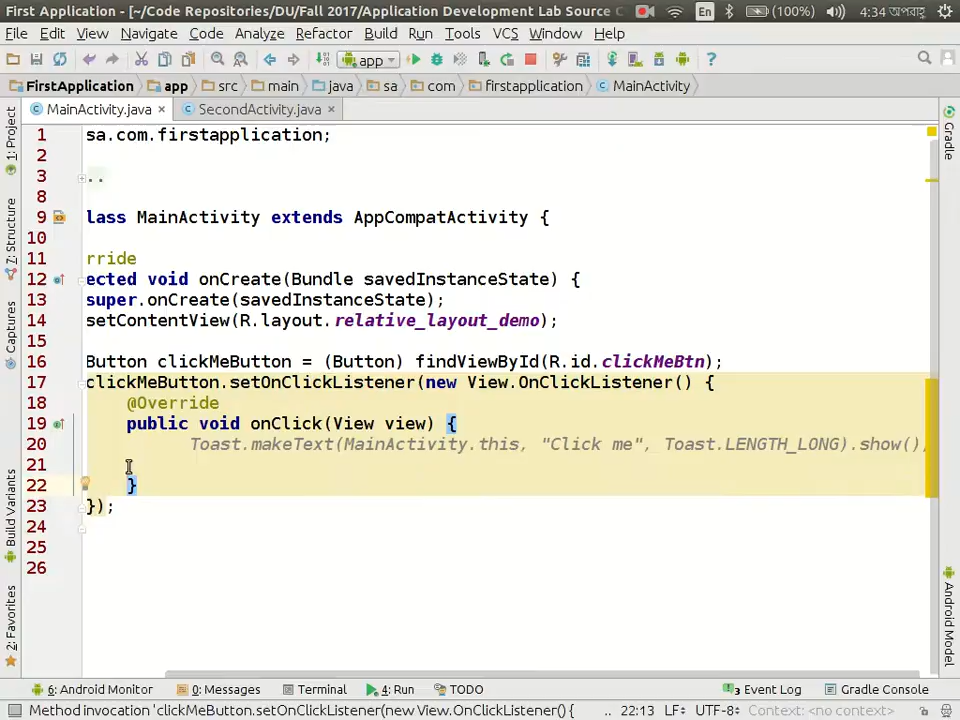 First Application - [~/Code Repositories/DU/Fall 2017/Application Development Lab Source C
En (100%) 4:34 অপরাহ্ণ
File Edit View Navigate Code Analyze Refactor Build Run Tools VCS Window Help
app
FirstApplication app src main java sa com firstapplication MainActivity
MainActivity.java SecondActivity.java
1 sa.com.firstapplication;
2
3 ..
8
9 lass MainActivity extends AppCompatActivity {
10
11 rride
12 ected void onCreate(Bundle savedInstanceState) {
13 super.onCreate(savedInstanceState);
14 setContentView(R.layout.relative_layout_demo);
15
16 Button clickMeButton = (Button) findViewById(R.id.clickMeBtn);
17 clickMeButton.setOnClickListener(new View.OnClickListener() {
18 @Override
19 public void onClick(View view) {
20 Toast.makeText(MainActivity.this, "Click me", Toast.LENGTH_LONG).show();
21
22 }
23 });
24
25
26
1: Project
7: Structure
Captures
Build Variants
2: Favorites
Gradle
Android Model
6: Android Monitor 0: Messages Terminal 4: Run TODO 3 Event Log Gradle Console
Method invocation 'clickMeButton.setOnClickListener(new View.OnClickListener() { .. 22:13 LF÷ UTF-8÷ Context: <no context>